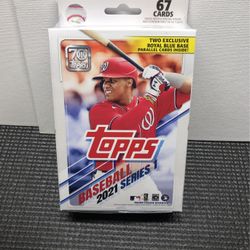 67
CARDS
TWO EXCLUSIVE
ROYAL BLUE BASE
PARALLEL CARDS INSIDE!
70
TOPPS
BASEBALL
2021 SERIES 1